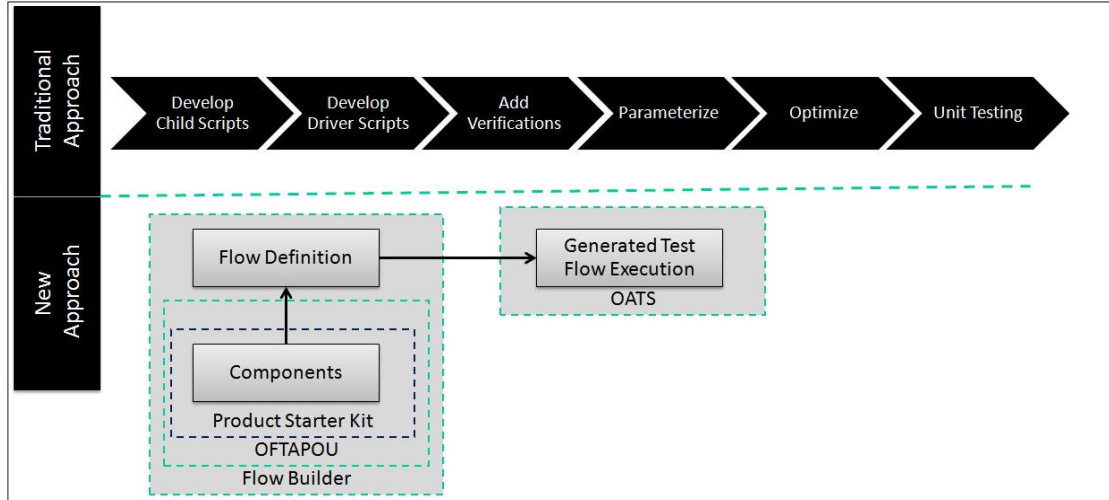 Traditional
Approach
Develop
Child Scripts
Develop
Driver Scripts
Add
Verifications
Parameterize
Optimize
Unit Testing
New
Approach
Flow Definition
Generated Test
Flow Execution
OATS
Components
Product Starter Kit
OFTAPOU
Flow Builder